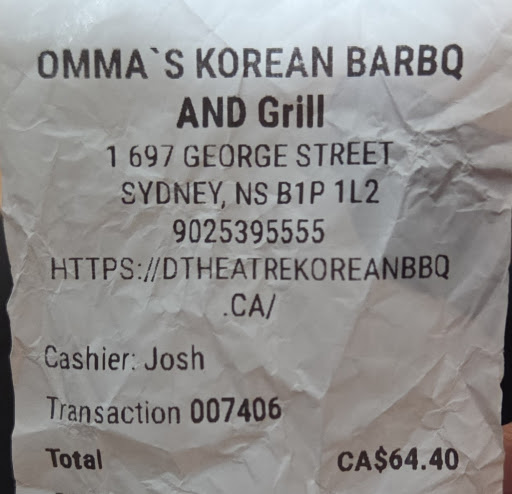 OMMA`S KOREAN BARBQ
AND Grill
1 697 GEORGE STREET
SYDNEY, NS B1P 1L2
9025395555
HTTPS://DTHEATREKOREANBBQ
.CA/
Cashier: Josh
Transaction 007406
Total CA$64.40